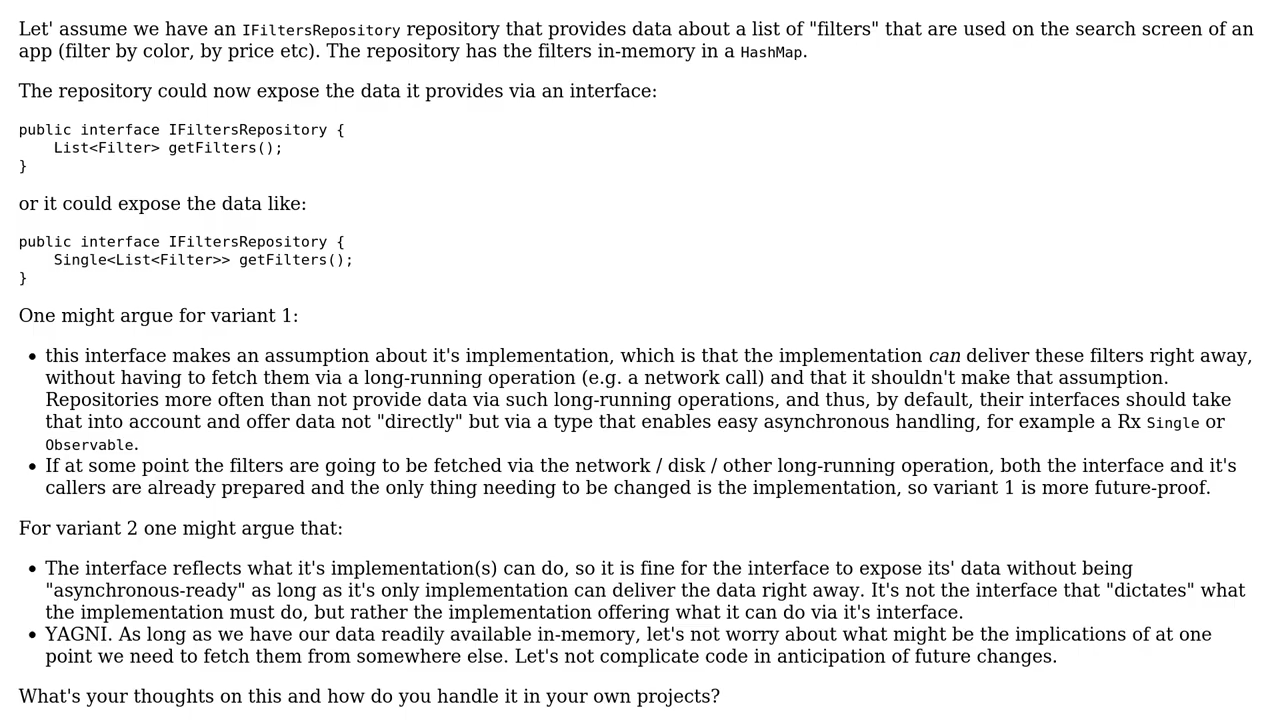 Let' assume we have an IFiltersRepository repository that provides data about a list of "filters" that are used on the search screen of an
app (filter by color, by price etc). The repository has the filters in-memory in a HashMap.
The repository could now expose the data it provides via an interface:
public interface IFiltersRepository {
    List<Filter> getFilters();
}
or it could expose the data like:
public interface IFiltersRepository {
    Single<List<Filter>> getFilters();
}
One might argue for variant 1:
• this interface makes an assumption about it's implementation, which is that the implementation can deliver these filters right away,
without having to fetch them via a long-running operation (e.g. a network call) and that it shouldn't make that assumption.
Repositories more often than not provide data via such long-running operations, and thus, by default, their interfaces should take
that into account and offer data not "directly" but via a type that enables easy asynchronous handling, for example a Rx Single or
Observable.
• If at some point the filters are going to be fetched via the network / disk / other long-running operation, both the interface and it's
callers are already prepared and the only thing needing to be changed is the implementation, so variant 1 is more future-proof.
For variant 2 one might argue that:
• The interface reflects what it's implementation(s) can do, so it is fine for the interface to expose its' data without being
"asynchronous-ready" as long as it's only implementation can deliver the data right away. It's not the interface that "dictates" what
the implementation must do, but rather the implementation offering what it can do via it's interface.
• YAGNI. As long as we have our data readily available in-memory, let's not worry about what might be the implications of at one
point we need to fetch them from somewhere else. Let's not complicate code in anticipation of future changes.
What's your thoughts on this and how do you handle it in your own projects?